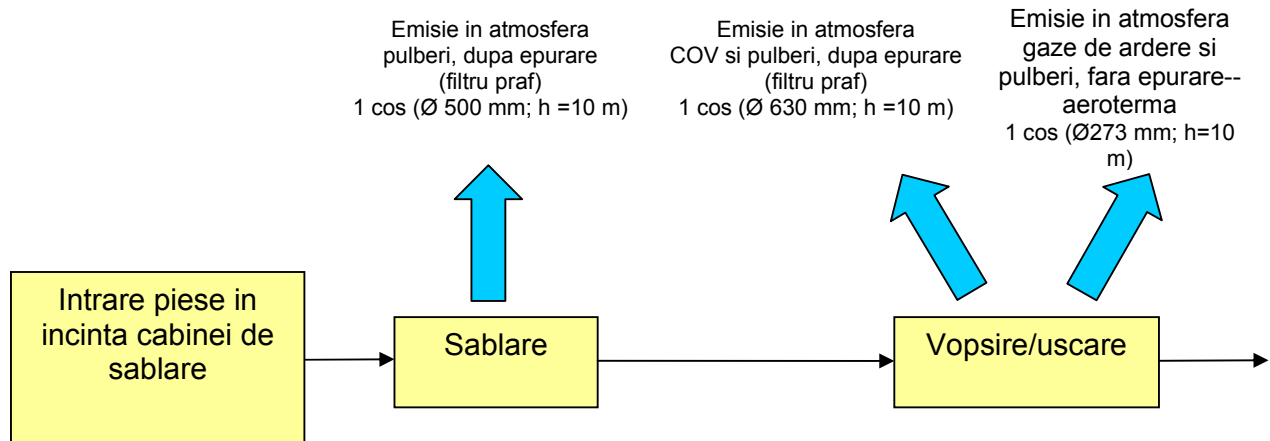 Emisie in atmosfera
pulberi, dupa epurare
(filtru praf)
1 cos (Ø 500 mm; h =10 m)
Emisie in atmosfera
COV si pulberi, dupa epurare
(filtru praf)
1 cos (Ø 630 mm; h =10 m)
Emisie in atmosfera
gaze de ardere si
pulberi, fara epurare--
aeroterma
1 cos (Ø273 mm; h=10
m)
Intrare piese in
incinta cabinei de
sablare
Sablare
Vopsire/uscare